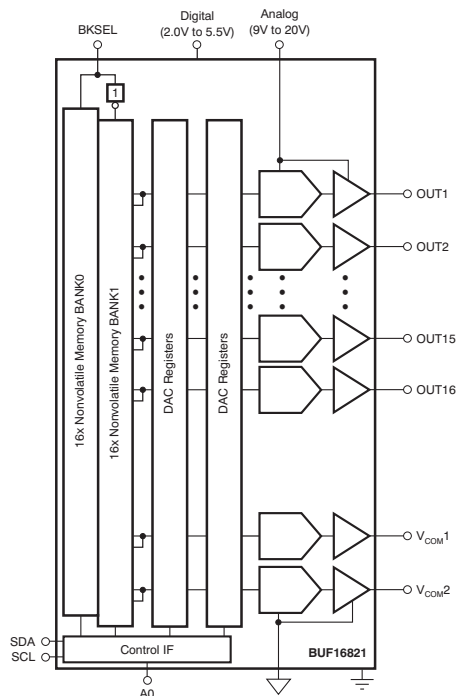 BKSEL
Digital
(2.0V to 5.5V)
Analog
(9V to 20V)
1
16x Nonvolatile Memory BANK0
16x Nonvolatile Memory BANK1
DAC Registers
DAC Registers
OUT1
OUT2
OUT15
OUT16
VCOM1
VCOM2
SDA
SCL
Control IF
BUF16821
A0